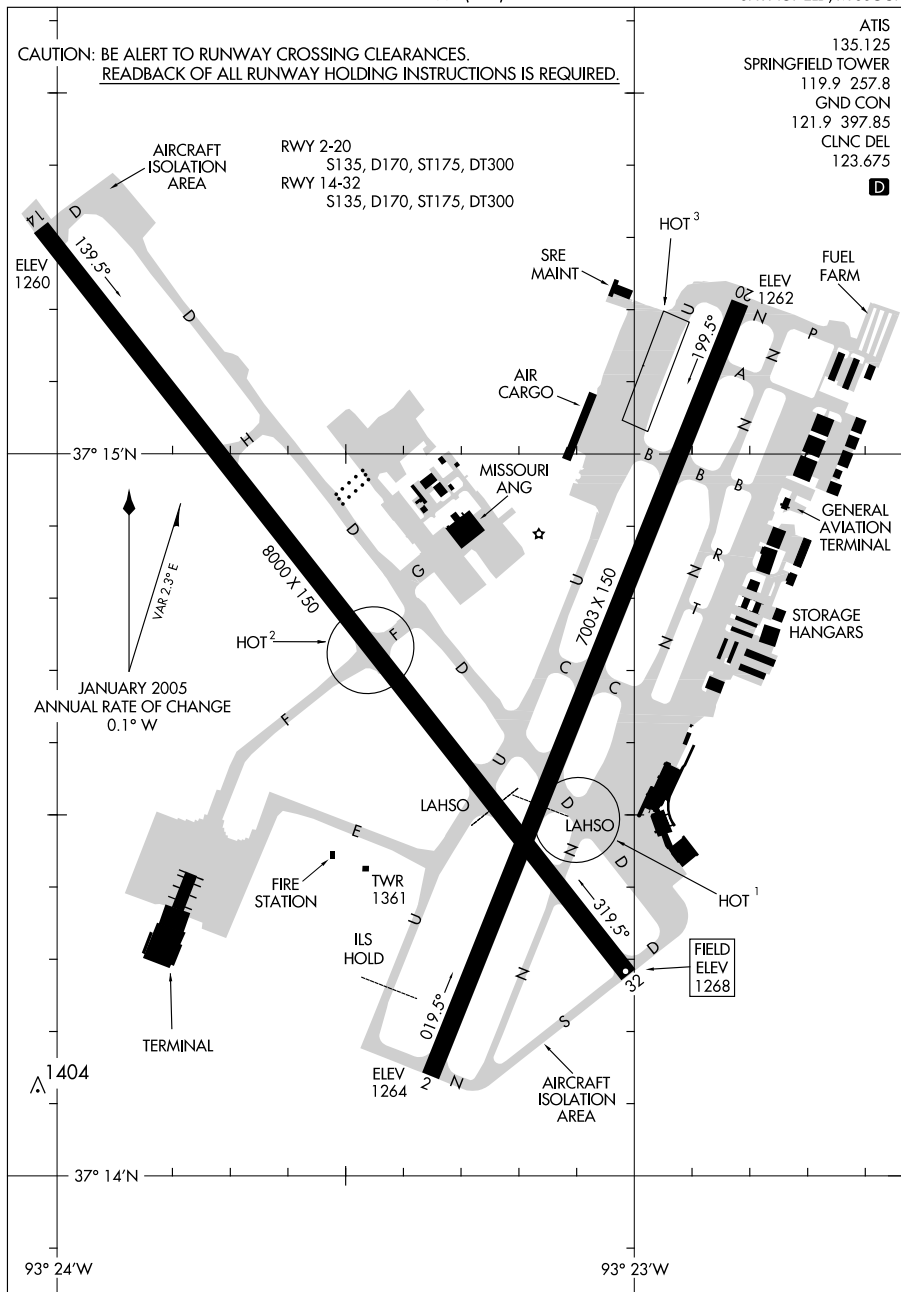 ATIS
135.125
SPRINGFIELD TOWER
119.9 257.8
GND CON
121.9 397.85
CLNC DEL
123.675
D
CAUTION: BE ALERT TO RUNWAY CROSSING CLEARANCES.
READBACK OF ALL RUNWAY HOLDING INSTRUCTIONS IS REQUIRED.
RWY 2-20
S135, D170, ST175, DT300
RWY 14-32
S135, D170, ST175, DT300
AIRCRAFT
ISOLATION
AREA
14
D
139.5°
ELEV
1260
D
HOT 3
SRE
MAINT
U
20
ELEV
1262
FUEL
FARM
N
P
199.5°
N
A
N
AIR
CARGO
H
37° 15'N
B
B
B
MISSOURI
ANG
GENERAL
AVIATION
TERMINAL
VAR 2.3° E
8000 X 150
D
G
U
7003 X 150
R
N
T
N
STORAGE
HANGARS
HOT 2
F
F
D
C
C
JANUARY 2005
ANNUAL RATE OF CHANGE
0.1° W
U
LAHSO
D
LAHSO
E
N
D
HOT 1
FIRE
STATION
TWR
1361
U
319.5°
ILS
HOLD
N
D
32
FIELD
ELEV
1268
019.5°
S
TERMINAL
1404
ELEV
1264
2
N
AIRCRAFT
ISOLATION
AREA
37° 14'N
93° 24'W
93° 23'W